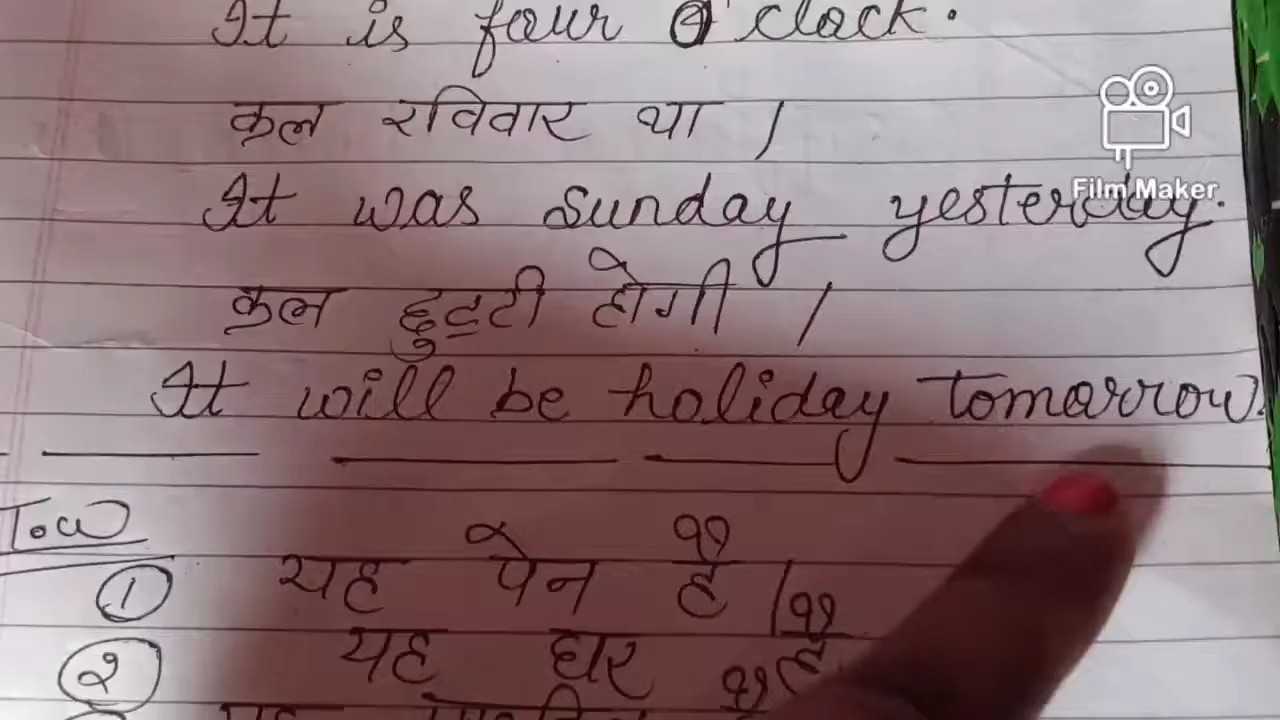 It is four O'clock.
कल रविवार था ।
It was Sunday yesterday.
Film Maker
कल छुट्टी होगी ।
It will be holiday tomorrow.
T.W
① यह पेन है ।
② यह घर है
यह